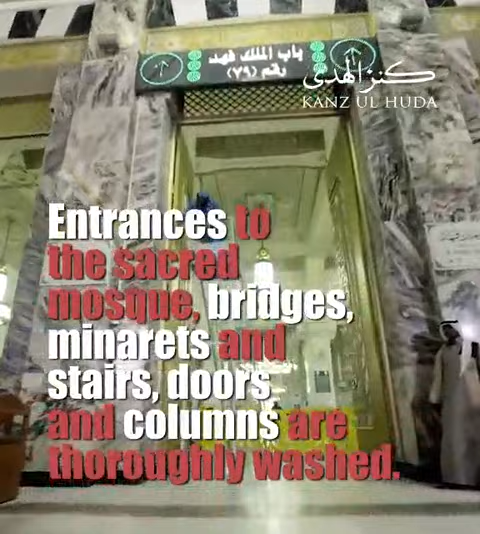 باب الملك فهد
رقم (٧٩)
كنز الهدى
KANZ UL HUDA
Entrances to
the sacred
mosque, bridges,
minarets and
stairs, doors
and columns are
thoroughly washed.